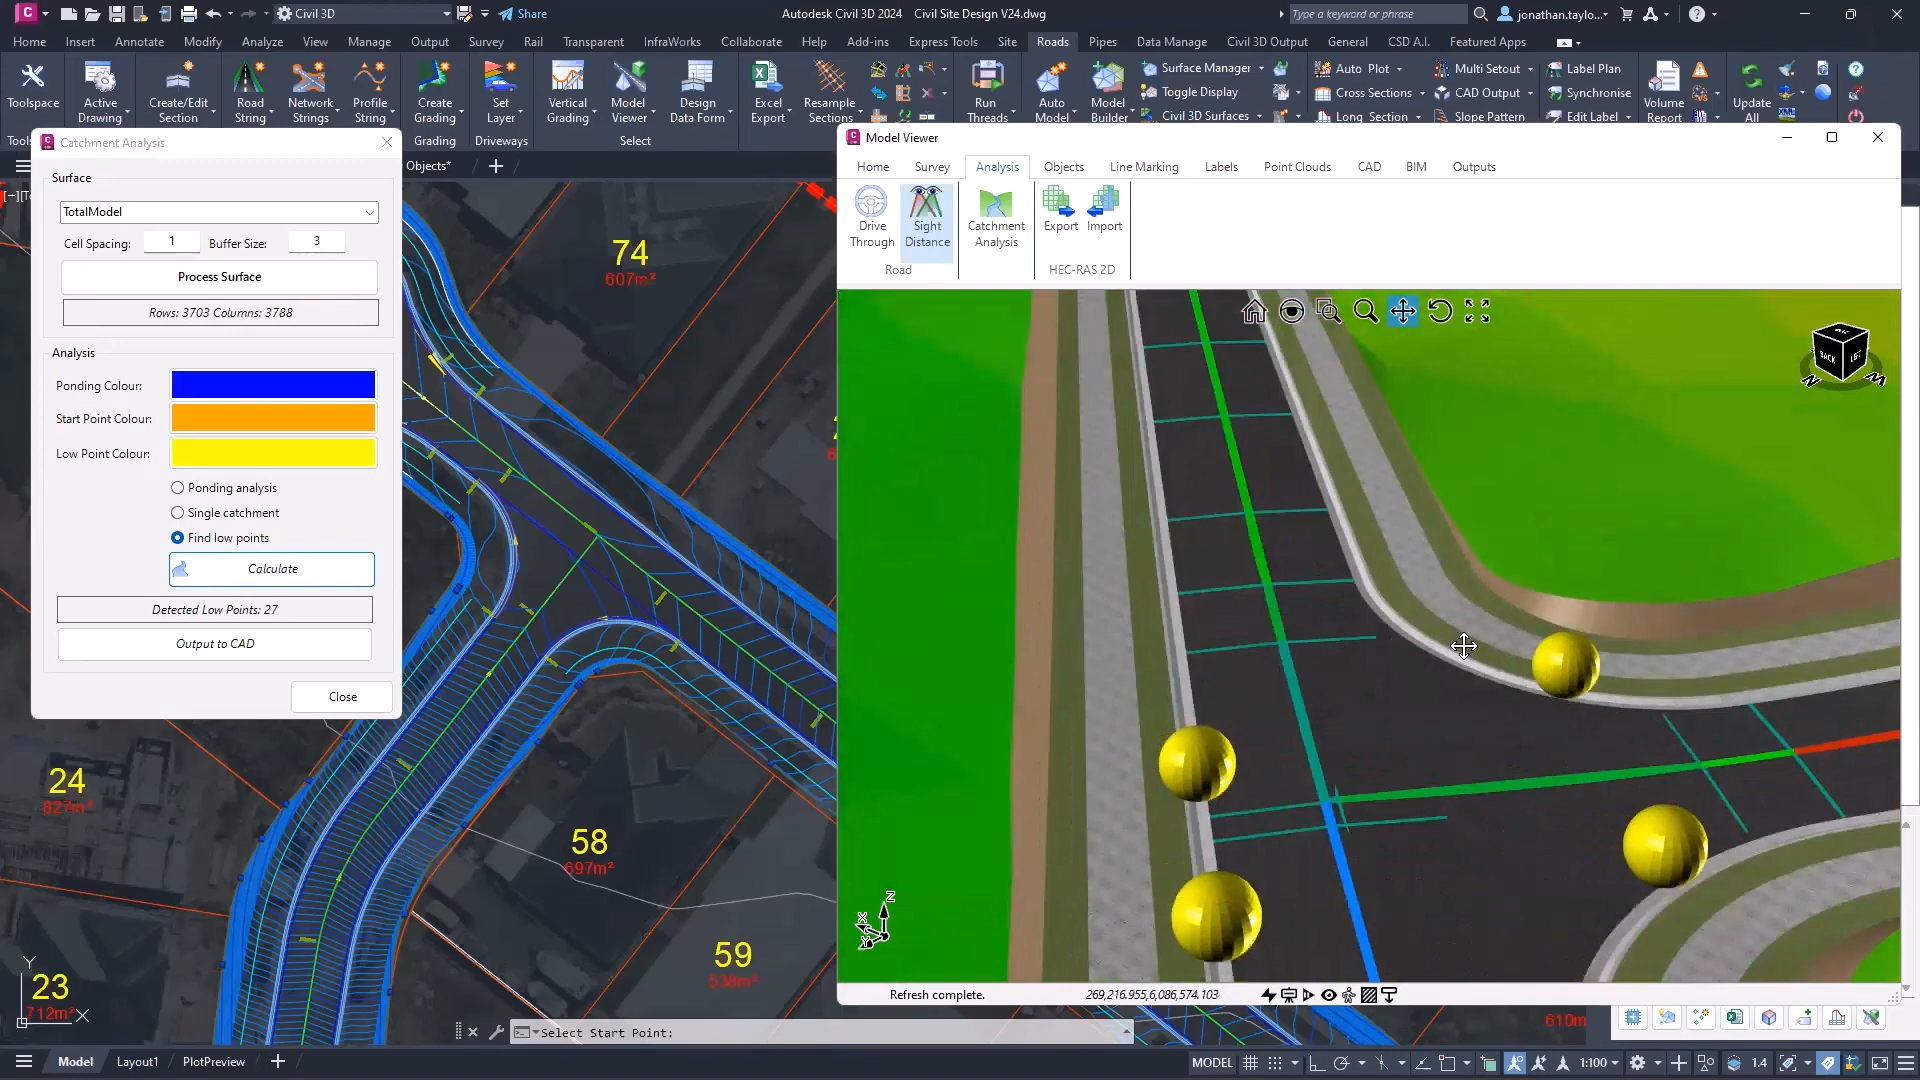 Civil 3D
Share
Autodesk Civil 3D 2024 Civil Site Design V24.dwg
Type a keyword or phrase
jonathan.taylo...
Home Insert Annotate Modify Analyze View Manage Output Survey Rail Transparent InfraWorks Collaborate Help Add-ins Express Tools Site Roads Pipes Data Manage Civil 3D Output General CSD A.I. Featured Apps
Toolspace
Active
Drawing
Create/Edit
Section
Road
String
Network
Strings
Profile
String
Create
Grading
Set
Layer
Vertical
Grading
Model
Viewer
Design
Data Form
Excel
Export
Resample
Sections
Run
Threads
Auto
Model
Model
Builder
Surface Manager
Toggle Display
Civil 3D Surfaces
Auto Plot
Cross Sections
Long Section
Multi Setout
CAD Output
Slope Pattern
Label Plan
Synchronise
Edit Label
Volume
Report
Update
All
Grading Driveways Select
Objects*
Catchment Analysis
Surface
TotalModel
Cell Spacing: 1 Buffer Size: 3
Process Surface
Rows: 3703 Columns: 3788
Analysis
Ponding Colour:
Start Point Colour:
Low Point Colour:
Ponding analysis
Single catchment
Find low points
Calculate
Detected Low Points: 27
Output to CAD
Close
74
607m²
24
827m²
58
697m²
59
538m²
23
712m²
610m
Y
X
Model Viewer
Home Survey Analysis Objects Line Marking Labels Point Clouds CAD BIM Outputs
Drive
Through
Sight
Distance
Catchment
Analysis
Export
Import
Road
HEC-RAS 2D
BACK
N
Z
X
Y
Refresh complete.
269,216.955,6,086,574.103
Select Start Point:
Model Layout1 PlotPreview
MODEL
1:100
1.4